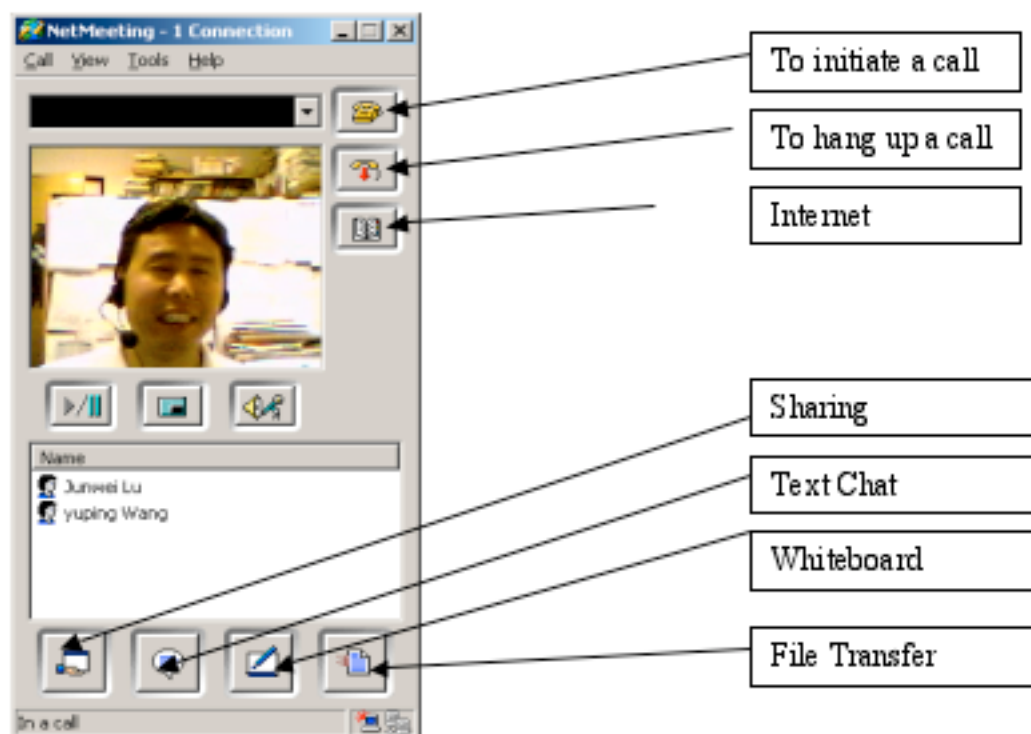 NetMeeting - 1 Connection
Call View Tools Help
To initiate a call
To hang up a call
Internet
Name
Junwei Lu
yuping Wang
Sharing
Text Chat
Whiteboard
File Transfer
In a call